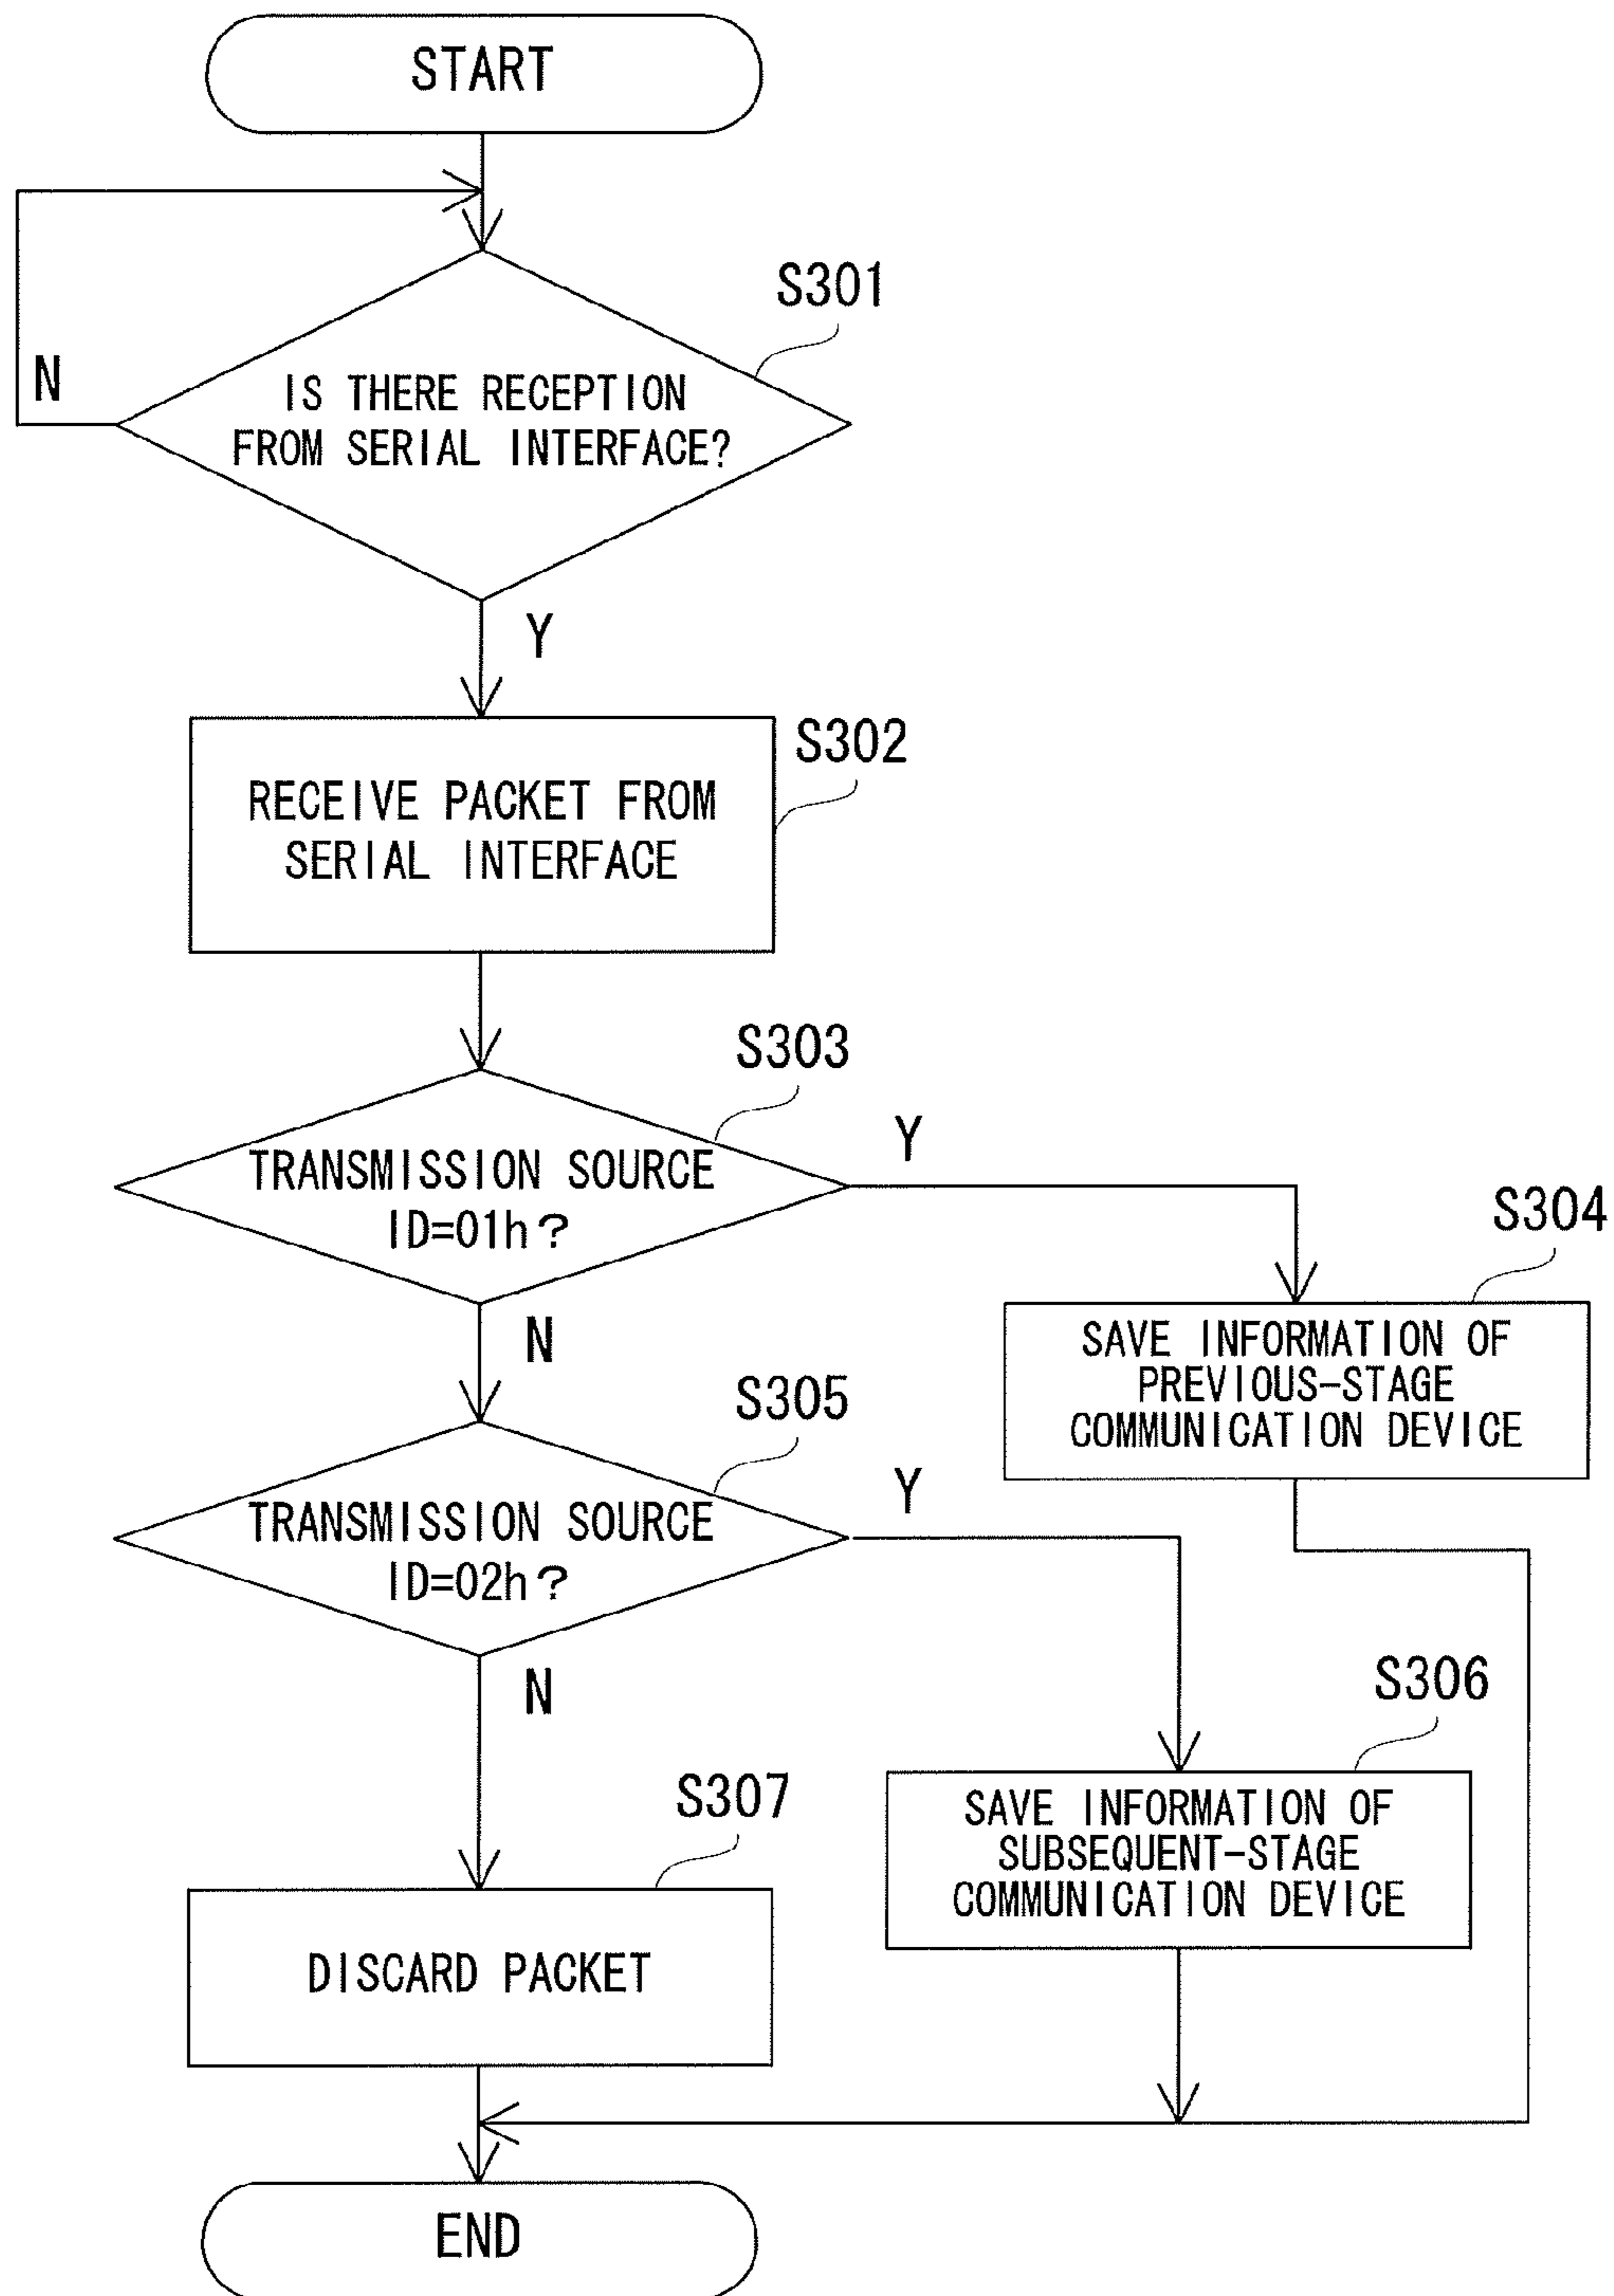 START
S301
N
IS THERE RECEPTION
FROM SERIAL INTERFACE?
Y
S302
RECEIVE PACKET FROM
SERIAL INTERFACE
S303
Y
TRANSMISSION SOURCE
ID=01h?
S304
N
SAVE INFORMATION OF
PREVIOUS-STAGE
COMMUNICATION DEVICE
S305
Y
TRANSMISSION SOURCE
ID=02h?
N
S306
S307
SAVE INFORMATION OF
SUBSEQUENT-STAGE
COMMUNICATION DEVICE
DISCARD PACKET
END